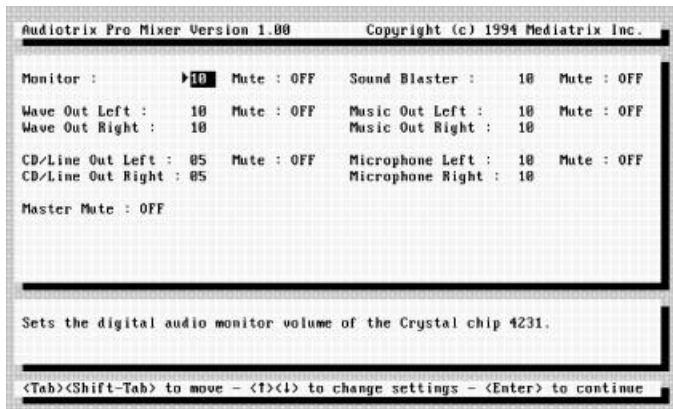 Audiotrix Pro Mixer Version 1.00 Copyright (c) 1994 Mediatrix Inc.
Monitor : ▶10 Mute : OFF Sound Blaster : 10 Mute : OFF
Wave Out Left : 10 Mute : OFF Music Out Left : 10 Mute : OFF
Wave Out Right : 10 Music Out Right : 10
CD/Line Out Left : 05 Mute : OFF Microphone Left : 10 Mute : OFF
CD/Line Out Right : 05 Microphone Right : 10
Master Mute : OFF
Sets the digital audio monitor volume of the Crystal chip 4231.
<Tab><Shift-Tab> to move - <↑><↓> to change settings - <Enter> to continue